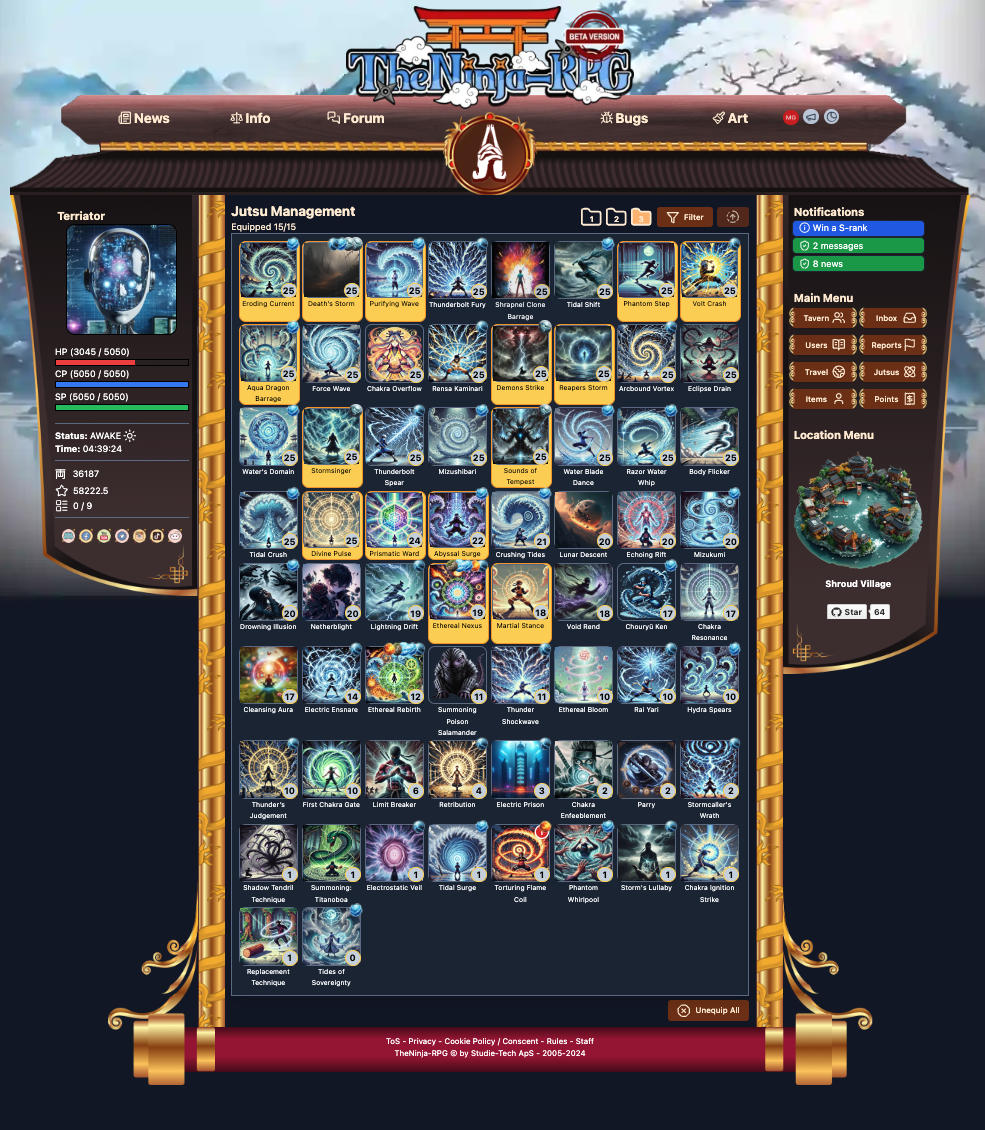 BETA VERSION
TheNinja-RPG
News
Info
Forum
Bugs
Art
MG
Terriator
HP (3045 / 5050)
CP (5050 / 5050)
SP (5050 / 5050)
Status: AWAKE
Time: 04:39:24
36187
58222.5
0 / 9
Jutsu Management
Equipped 15/15
1
2
3
Filter
25 25 25 25 25 25 25 25
Eroding Current
Death's Storm
Purifying Wave
Thunderbolt Fury
Shrapnel Clone
Barrage
Tidal Shift
Phantom Step
Volt Crash
25 25 25 25 25 25 25 25
Aqua Dragon
Barrage
Force Wave
Chakra Overflow
Rensa Kaminari
Demons Strike
Reapers Storm
Arcbound Vortex
Eclipse Drain
25 25 25 25 25 25 25 25
Water's Domain
Stormsinger
Thunderbolt
Spear
Mizushibari
Sounds of
Tempest
Water Blade
Dance
Razor Water
Whip
Body Flicker
25 25 24 22 21 20 20 20
Tidal Crush
Divine Pulse
Prismatic Ward
Abyssal Surge
Crushing Tides
Lunar Descent
Echoing Rift
Mizukumi
20 20 19 19 18 18 17 17
Drowning Illusion
Netherblight
Lightning Drift
Ethereal Nexus
Martial Stance
Void Rend
Chouryū Ken
Chakra
Resonance
17 14 12 11 11 10 10 10
Cleansing Aura
Electric Ensnare
Ethereal Rebirth
Summoning
Poison
Salamander
Thunder
Shockwave
Ethereal Bloom
Rai Yari
Hydra Spears
10 10 6 4 3 2 2 2
Thunder's
Judgement
First Chakra Gate
Limit Breaker
Retribution
Electric Prison
Chakra
Enfeeblement
Parry
Stormcaller's
Wrath
1 1 1 1 1 1 1 1
Shadow Tendril
Technique
Summoning:
Titanoboa
Electrostatic Veil
Tidal Surge
Torturing Flame
Coil
Phantom
Whirlpool
Storm's Lullaby
Chakra Ignition
Strike
1 0
Replacement
Technique
Tides of
Sovereignty
Unequip All
Notifications
Win a S-rank
2 messages
8 news
Main Menu
Tavern
Inbox
Users
Reports
Travel
Jutsus
Items
Points
Location Menu
Shroud Village
Star 64
ToS - Privacy - Cookie Policy / Conscent - Rules - Staff
TheNinja-RPG © by Studie-Tech ApS - 2005-2024